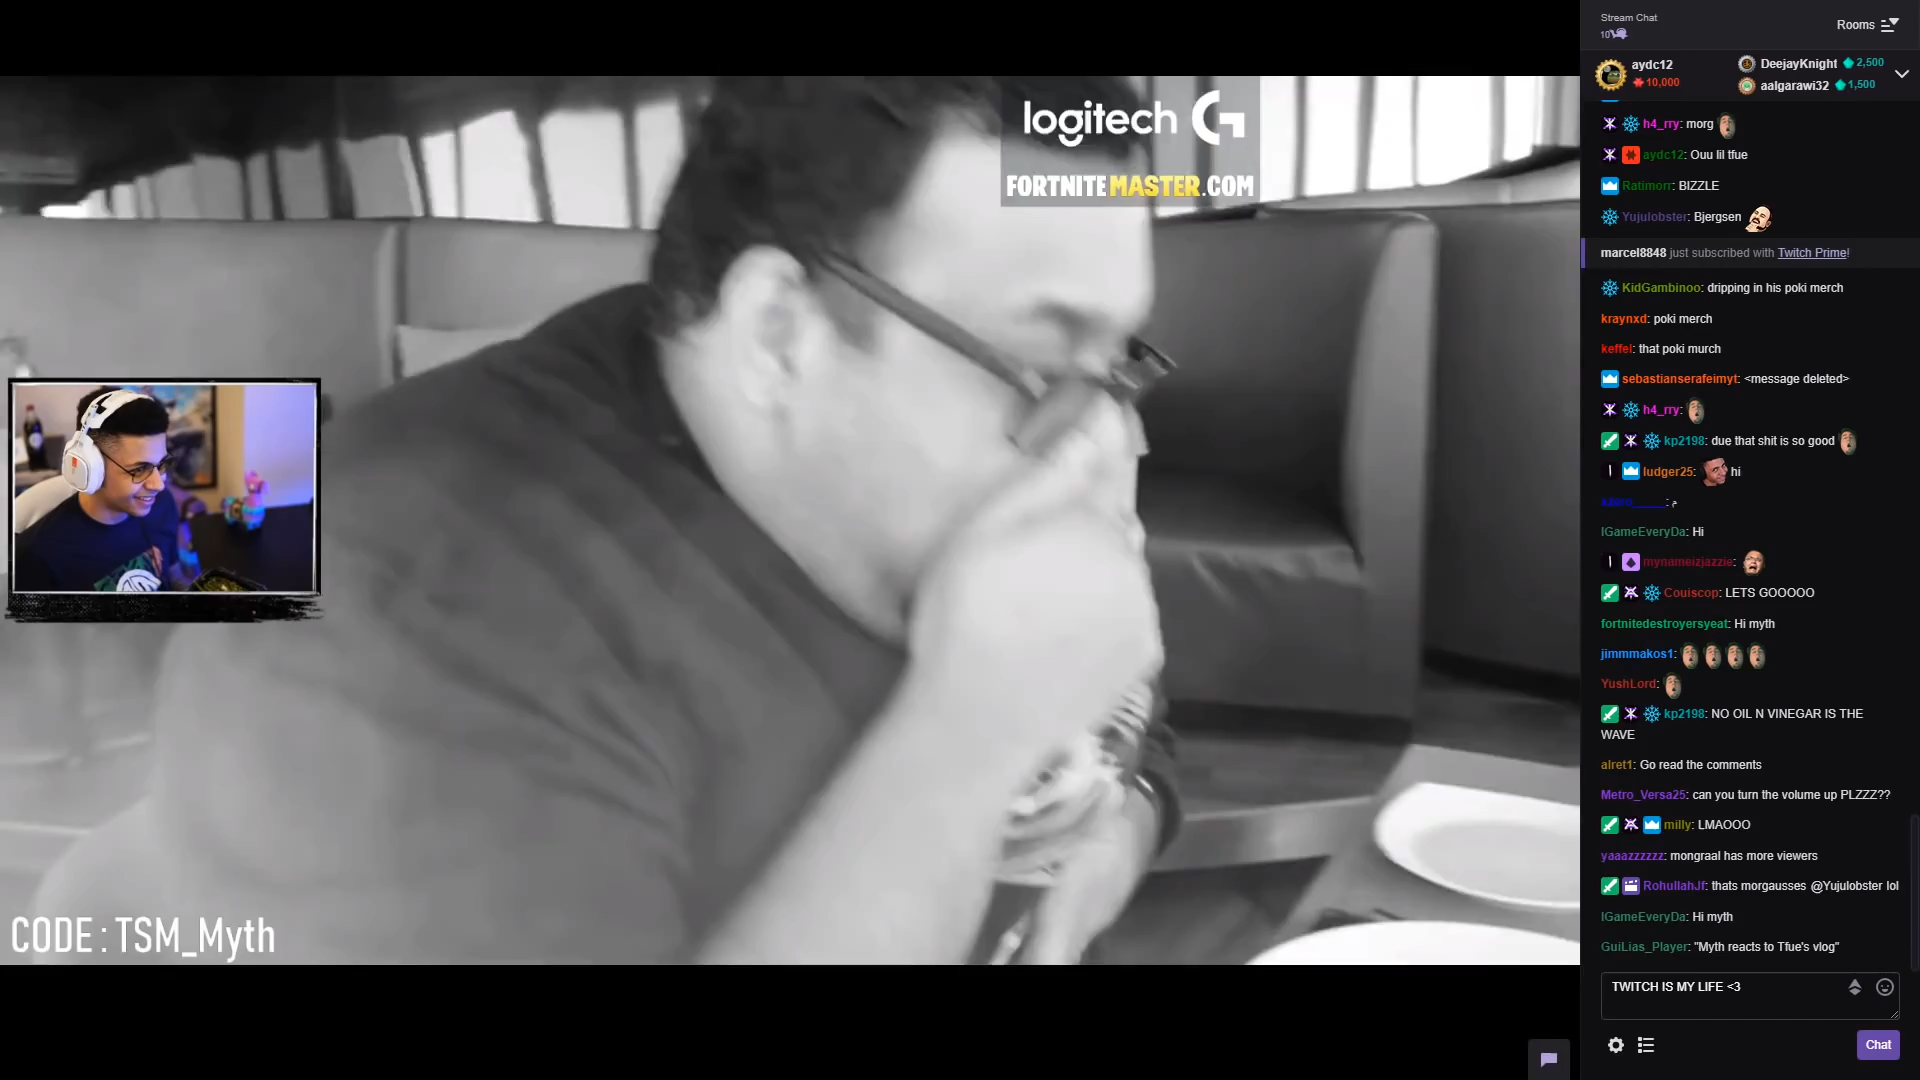 logitech G
FORTNITEMASTER.COM
CODE : TSM_Myth
Stream Chat
Rooms
aydc12
10,000
DeejayKnight 2,500
aalgarawi32 1,500
h4_rry: morg
aydc12: Ouu lil tfue
Ratimorr: BIZZLE
Yujulobster: Bjergsen
marcel8848 just subscribed with Twitch Prime!
KidGambinoo: dripping in his poki merch
kraynxd: poki merch
keffel: that poki murch
sebastianserafeimyt: <message deleted>
h4_rry:
kp2198: due that shit is so good
ludger25: hi
: م
IGameEveryDa: Hi
mynameizjazzie:
Couiscop: LETS GOOOOO
fortnitedestroyersyeat: Hi myth
jimmmakos1:
YushLord:
kp2198: NO OIL N VINEGAR IS THE
WAVE
alret1: Go read the comments
Metro_Versa25: can you turn the volume up PLZZZ??
milly: LMAOOO
yaaazzzzzz: mongraal has more viewers
RohullahJf: thats morgausses @Yujulobster lol
IGameEveryDa: Hi myth
GuiLias_Player: "Myth reacts to Tfue's vlog"
TWITCH IS MY LIFE <3
Chat